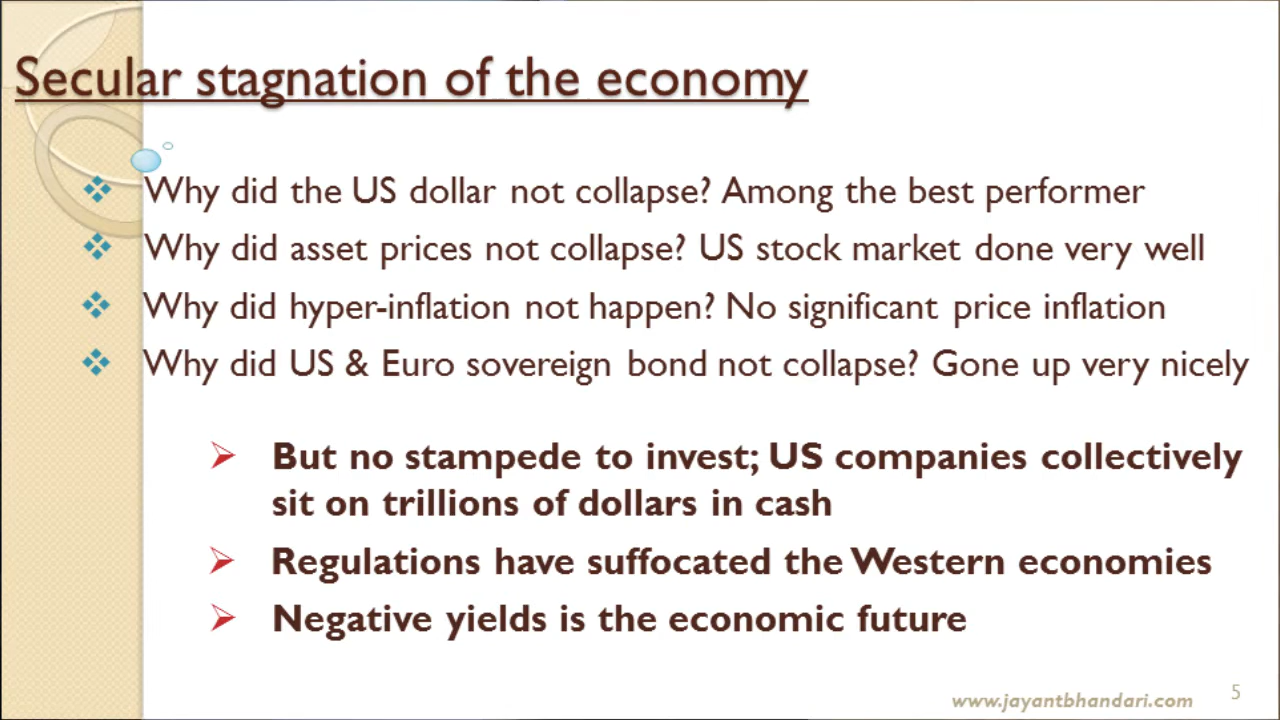 Secular stagnation of the economy
Why did the US dollar not collapse? Among the best performer
Why did asset prices not collapse? US stock market done very well
Why did hyper-inflation not happen? No significant price inflation
Why did US & Euro sovereign bond not collapse? Gone up very nicely
But no stampede to invest; US companies collectively
sit on trillions of dollars in cash
Regulations have suffocated the Western economies
Negative yields is the economic future
www.jayantbhandari.com
5